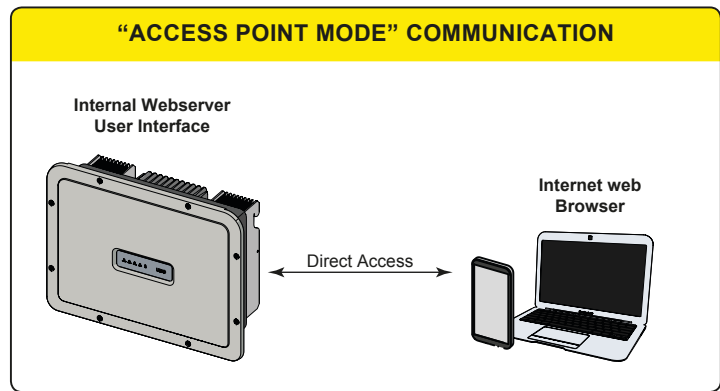 “ACCESS POINT MODE” COMMUNICATION
Internal Webserver
User Interface
Internet web
Browser
Direct Access